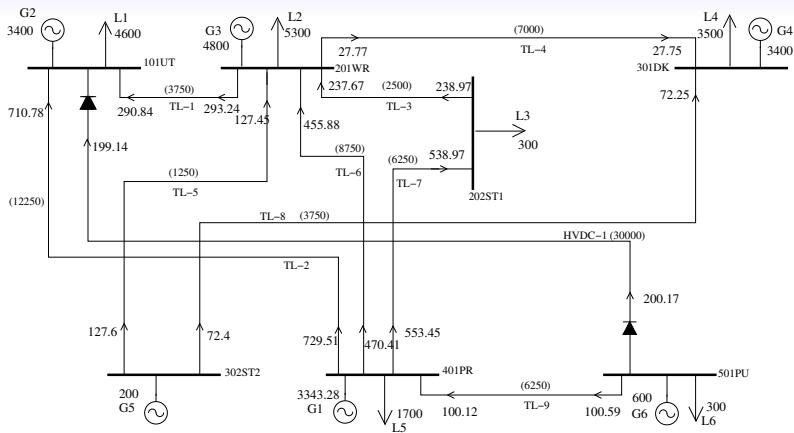 G2
3400
L1
4600
G3
4800
L2
5300
(7000)
27.77
TL-4
27.75
L4
3500
G4
3400
101UT
201WR
301DK
710.78
(3750)
290.84
TL-1
293.24
127.45
237.67
(2500)
TL-3
238.97
72.25
455.88
L3
300
199.14
(8750)
TL-6
(6250)
TL-7
538.97
(1250)
TL-5
202ST1
(12250)
TL-8 (3750)
HVDC-1 (30000)
TL-2
200.17
127.6
72.4
729.51
470.41
553.45
302ST2
401PR
501PU
200
G5
3343.28
G1
1700
L5
100.12
(6250)
TL-9
100.59
600
G6
300
L6